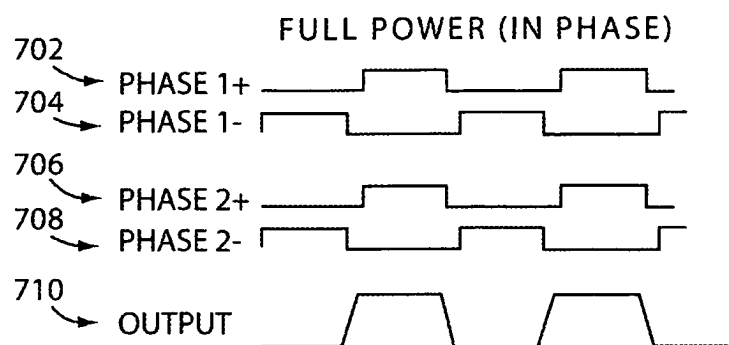 FULL POWER (IN PHASE)
702
PHASE 1+
704
PHASE 1-
706
PHASE 2+
708
PHASE 2-
710
OUTPUT